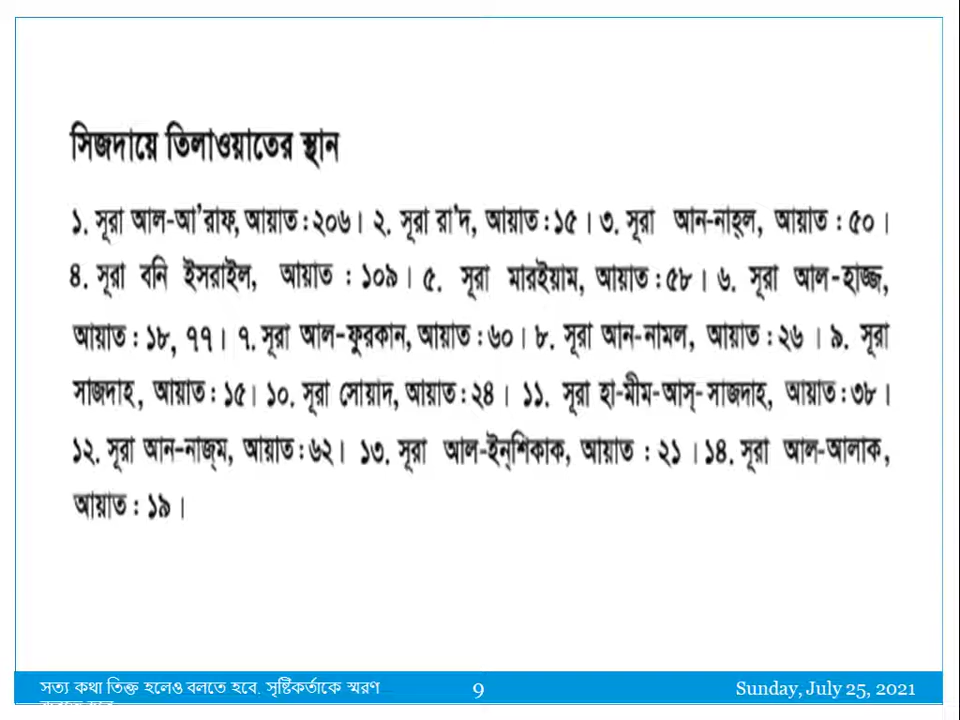 সিজদায়ে তিলাওয়াতের স্থান
১. সূরা আল-আ'রাফ, আয়াত : ২০৬। ২. সূরা রা'দ, আয়াত : ১৫। ৩. সূরা আন-নাহ্‌ল, আয়াত : ৫০।
৪. সূরা বনি ইসরাইল, আয়াত : ১০৯। ৫. সূরা মারইয়াম, আয়াত : ৫৮। ৬. সূরা আল-হাজ্জ,
আয়াত : ১৮, ৭৭। ৭. সূরা আল-ফুরকান, আয়াত : ৬০। ৮. সূরা আন-নামল, আয়াত : ২৬। ৯. সূরা
সাজদাহ, আয়াত : ১৫। ১০. সূরা সোয়াদ, আয়াত : ২৪। ১১. সূরা হা-মীম-আস্-সাজদাহ, আয়াত : ৩৮।
১২. সূরা আন-নাজ্‌ম, আয়াত : ৬২। ১৩. সূরা আল-ইন্‌শিকাক, আয়াত : ২১। ১৪. সূরা আল-আলাক,
আয়াত : ১৯।
সত্য কথা তিক্ত হলেও বলতে হবে. সৃষ্টিকর্তাকে স্মরণ
9
Sunday, July 25, 2021